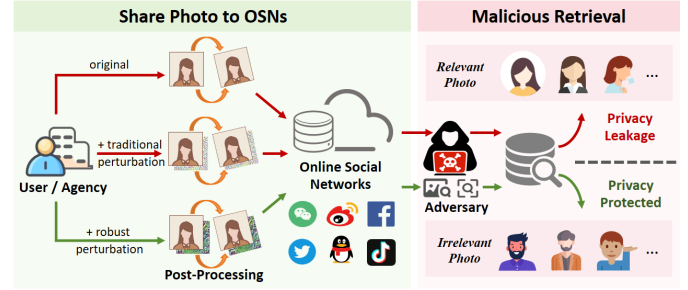 Share Photo to OSNs
original
+ traditional
perturbation
User / Agency
+ robust
perturbation
Post-Processing
Online Social
Networks
Malicious Retrieval
Relevant
Photo
...
Adversary
Privacy
Leakage
Privacy
Protected
Irrelevant
Photo
...